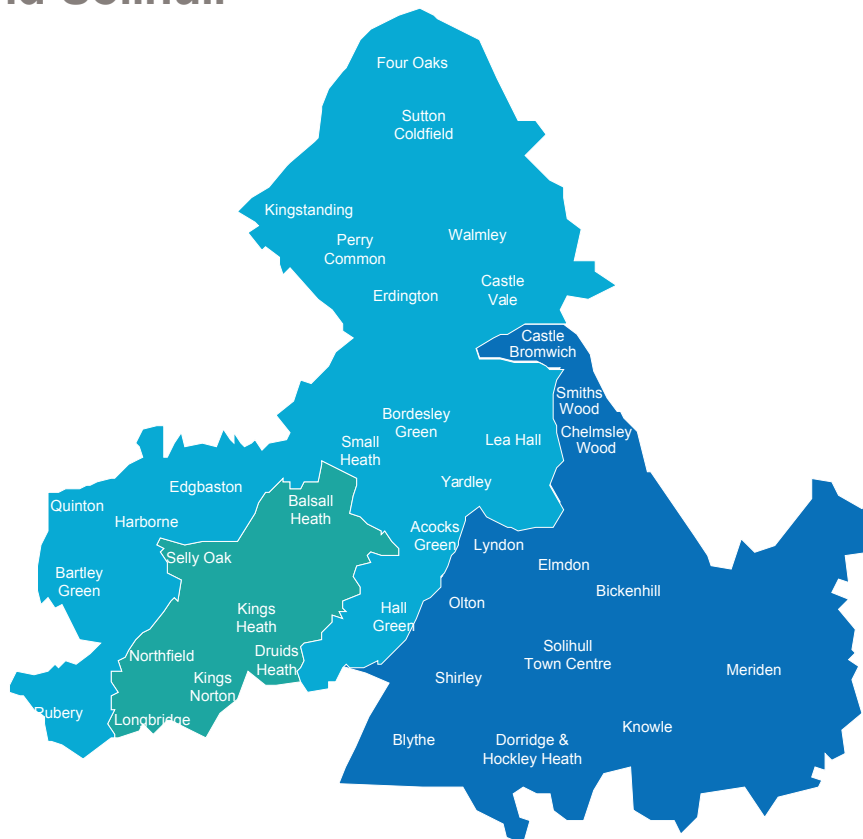 Solihull
Four Oaks
Sutton
Coldfield
Kingstanding
Walmley
Perry
Common
Castle
Vale
Erdington
Castle
Bromwich
Smiths
Wood
Bordesley
Green
Chelmsley
Wood
Lea Hall
Small
Heath
Yardley
Edgbaston
Balsall
Heath
Quinton
Harborne
Acocks
Green
Lyndon
Selly Oak
Elmdon
Bartley
Green
Bickenhill
Olton
Kings
Heath
Hall
Green
Solihull
Town Centre
Druids
Heath
Northfield
Meriden
Kings
Norton
Shirley
Rubery
Longbridge
Knowle
Blythe
Dorridge &
Hockley Heath